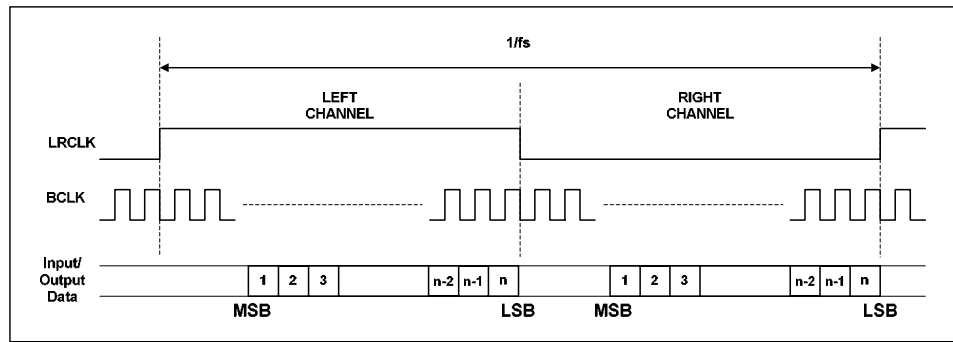 1/fs
LEFT
CHANNEL
RIGHT
CHANNEL
LRCLK
BCLK
Input/
Output
Data
1 2 3 n-2 n-1 n 1 2 3 n-2 n-1 n
MSB LSB MSB LSB